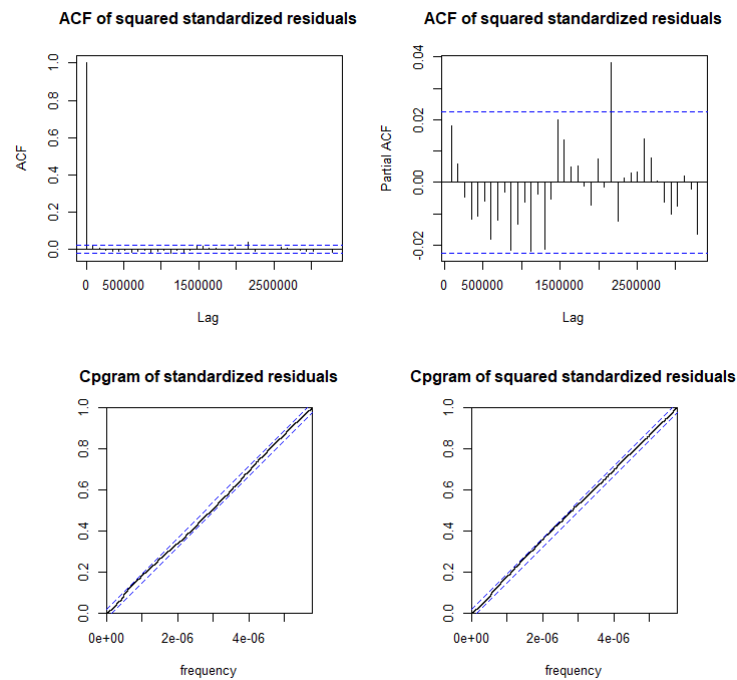 ACF of squared standardized residuals
ACF
0.0 0.2 0.4 0.6 0.8 1.0
0 500000 1500000 2500000
Lag
ACF of squared standardized residuals
Partial ACF
-0.02 0.00 0.02 0.04
0 500000 1500000 2500000
Lag
Cpgram of standardized residuals
0.0 0.2 0.4 0.6 0.8 1.0
0e+00 2e-06 4e-06
frequency
Cpgram of squared standardized residuals
0.0 0.2 0.4 0.6 0.8 1.0
0e+00 2e-06 4e-06
frequency